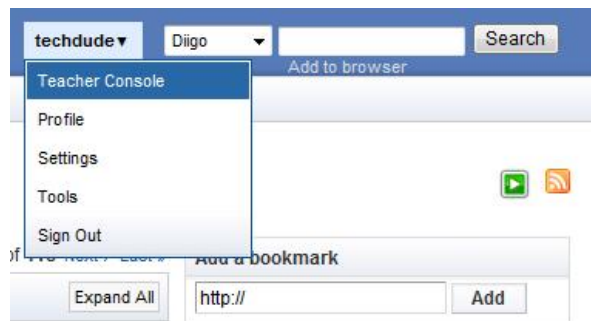 techdude▾ Diigo Search
Add to browser
Teacher Console
Profile
Settings
Tools
Sign Out
of
Add a bookmark
Expand All http:// Add